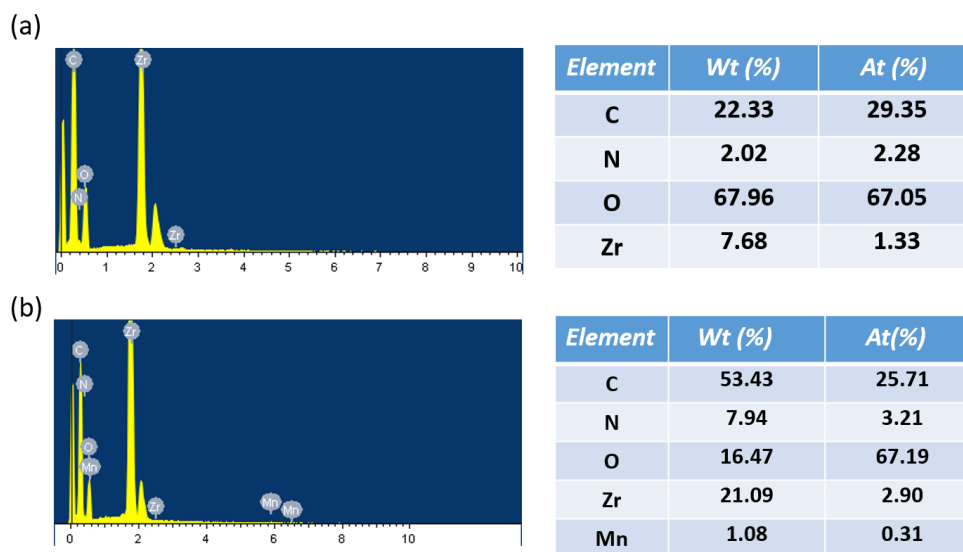 (a)
C
Zr
O
N
Zr
0 1 2 3 4 5 6 7 8 9 10
Element Wt (%) At (%)
C 22.33 29.35
N 2.02 2.28
O 67.96 67.05
Zr 7.68 1.33
(b)
Zr
C
N
O
Mn
Zr
Mn
Mn
0 2 4 6 8 10
Element Wt (%) At(%)
C 53.43 25.71
N 7.94 3.21
O 16.47 67.19
Zr 21.09 2.90
Mn 1.08 0.31